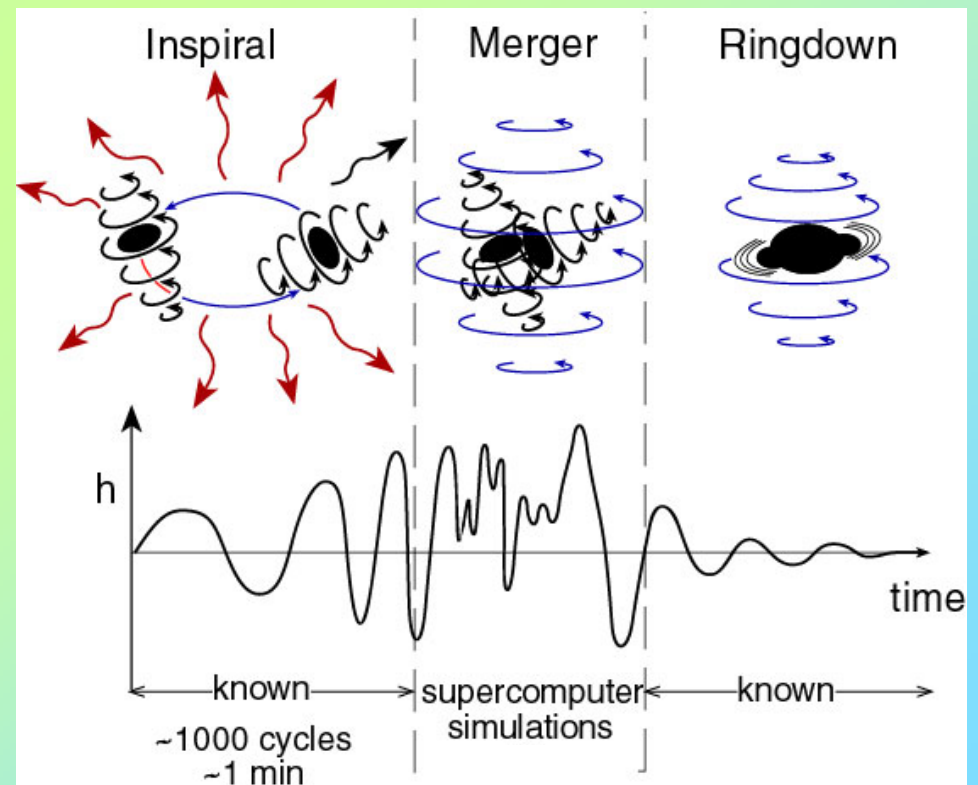 Inspiral
Merger
Ringdown
h
time
known
supercomputer
simulations
known
~1000 cycles
~1 min